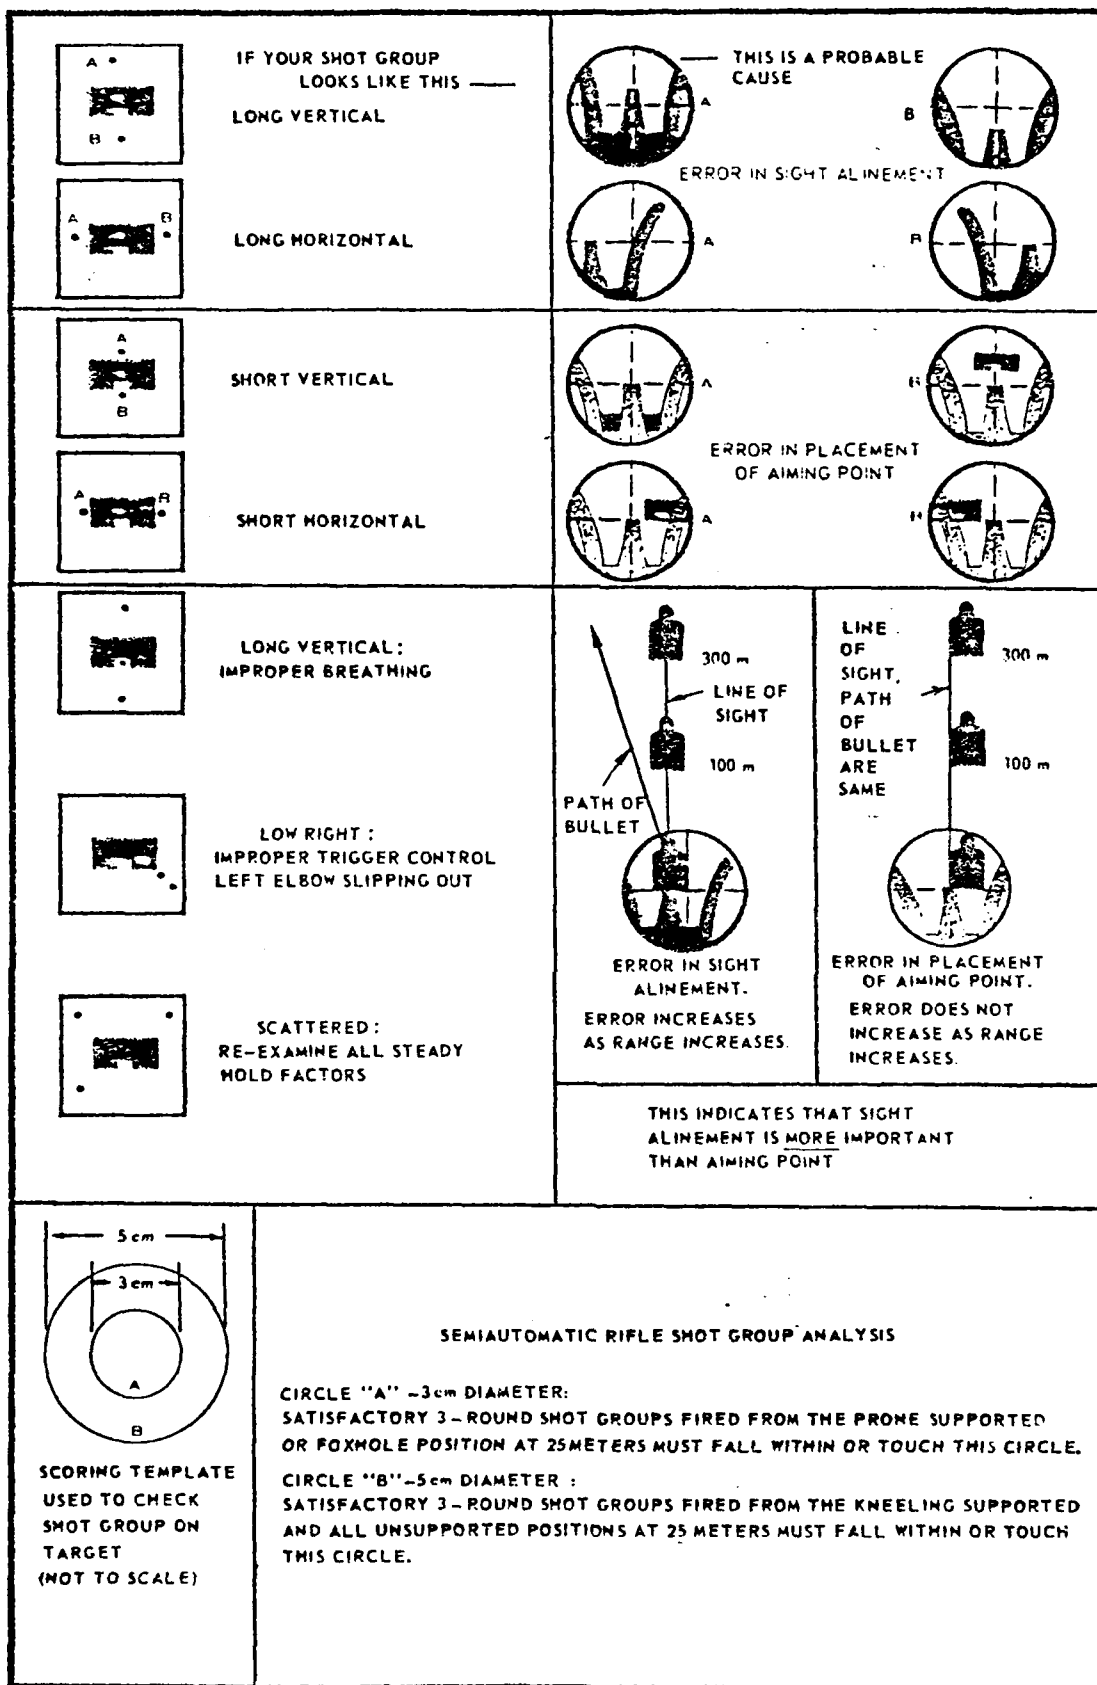 IF YOUR SHOT GROUP
LOOKS LIKE THIS
A
B
LONG VERTICAL
THIS IS A PROBABLE
CAUSE
A
B
ERROR IN SIGHT ALINEMENT
A
B
LONG HORIZONTAL
A
B
A
B
SHORT VERTICAL
A
B
ERROR IN PLACEMENT
OF AIMING POINT
A
B
SHORT HORIZONTAL
A
B
LONG VERTICAL:
IMPROPER BREATHING
LOW RIGHT:
IMPROPER TRIGGER CONTROL
LEFT ELBOW SLIPPING OUT
SCATTERED:
RE-EXAMINE ALL STEADY
HOLD FACTORS
300 m
LINE OF
SIGHT
100 m
PATH OF
BULLET
ERROR IN SIGHT
ALINEMENT.
ERROR INCREASES
AS RANGE INCREASES.
LINE
OF
SIGHT,
PATH
OF
BULLET
ARE
SAME
300 m
100 m
ERROR IN PLACEMENT
OF AIMING POINT.
ERROR DOES NOT
INCREASE AS RANGE
INCREASES.
THIS INDICATES THAT SIGHT
ALINEMENT IS MORE IMPORTANT
THAN AIMING POINT
5 cm
3 cm
A
B
SCORING TEMPLATE
USED TO CHECK
SHOT GROUP ON
TARGET
(NOT TO SCALE)
SEMIAUTOMATIC RIFLE SHOT GROUP ANALYSIS
CIRCLE "A" -3cm DIAMETER:
SATISFACTORY 3-ROUND SHOT GROUPS FIRED FROM THE PRONE SUPPORTED
OR FOXHOLE POSITION AT 25METERS MUST FALL WITHIN OR TOUCH THIS CIRCLE.
CIRCLE "B"-5cm DIAMETER :
SATISFACTORY 3-ROUND SHOT GROUPS FIRED FROM THE KNEELING SUPPORTED
AND ALL UNSUPPORTED POSITIONS AT 25 METERS MUST FALL WITHIN OR TOUCH
THIS CIRCLE.